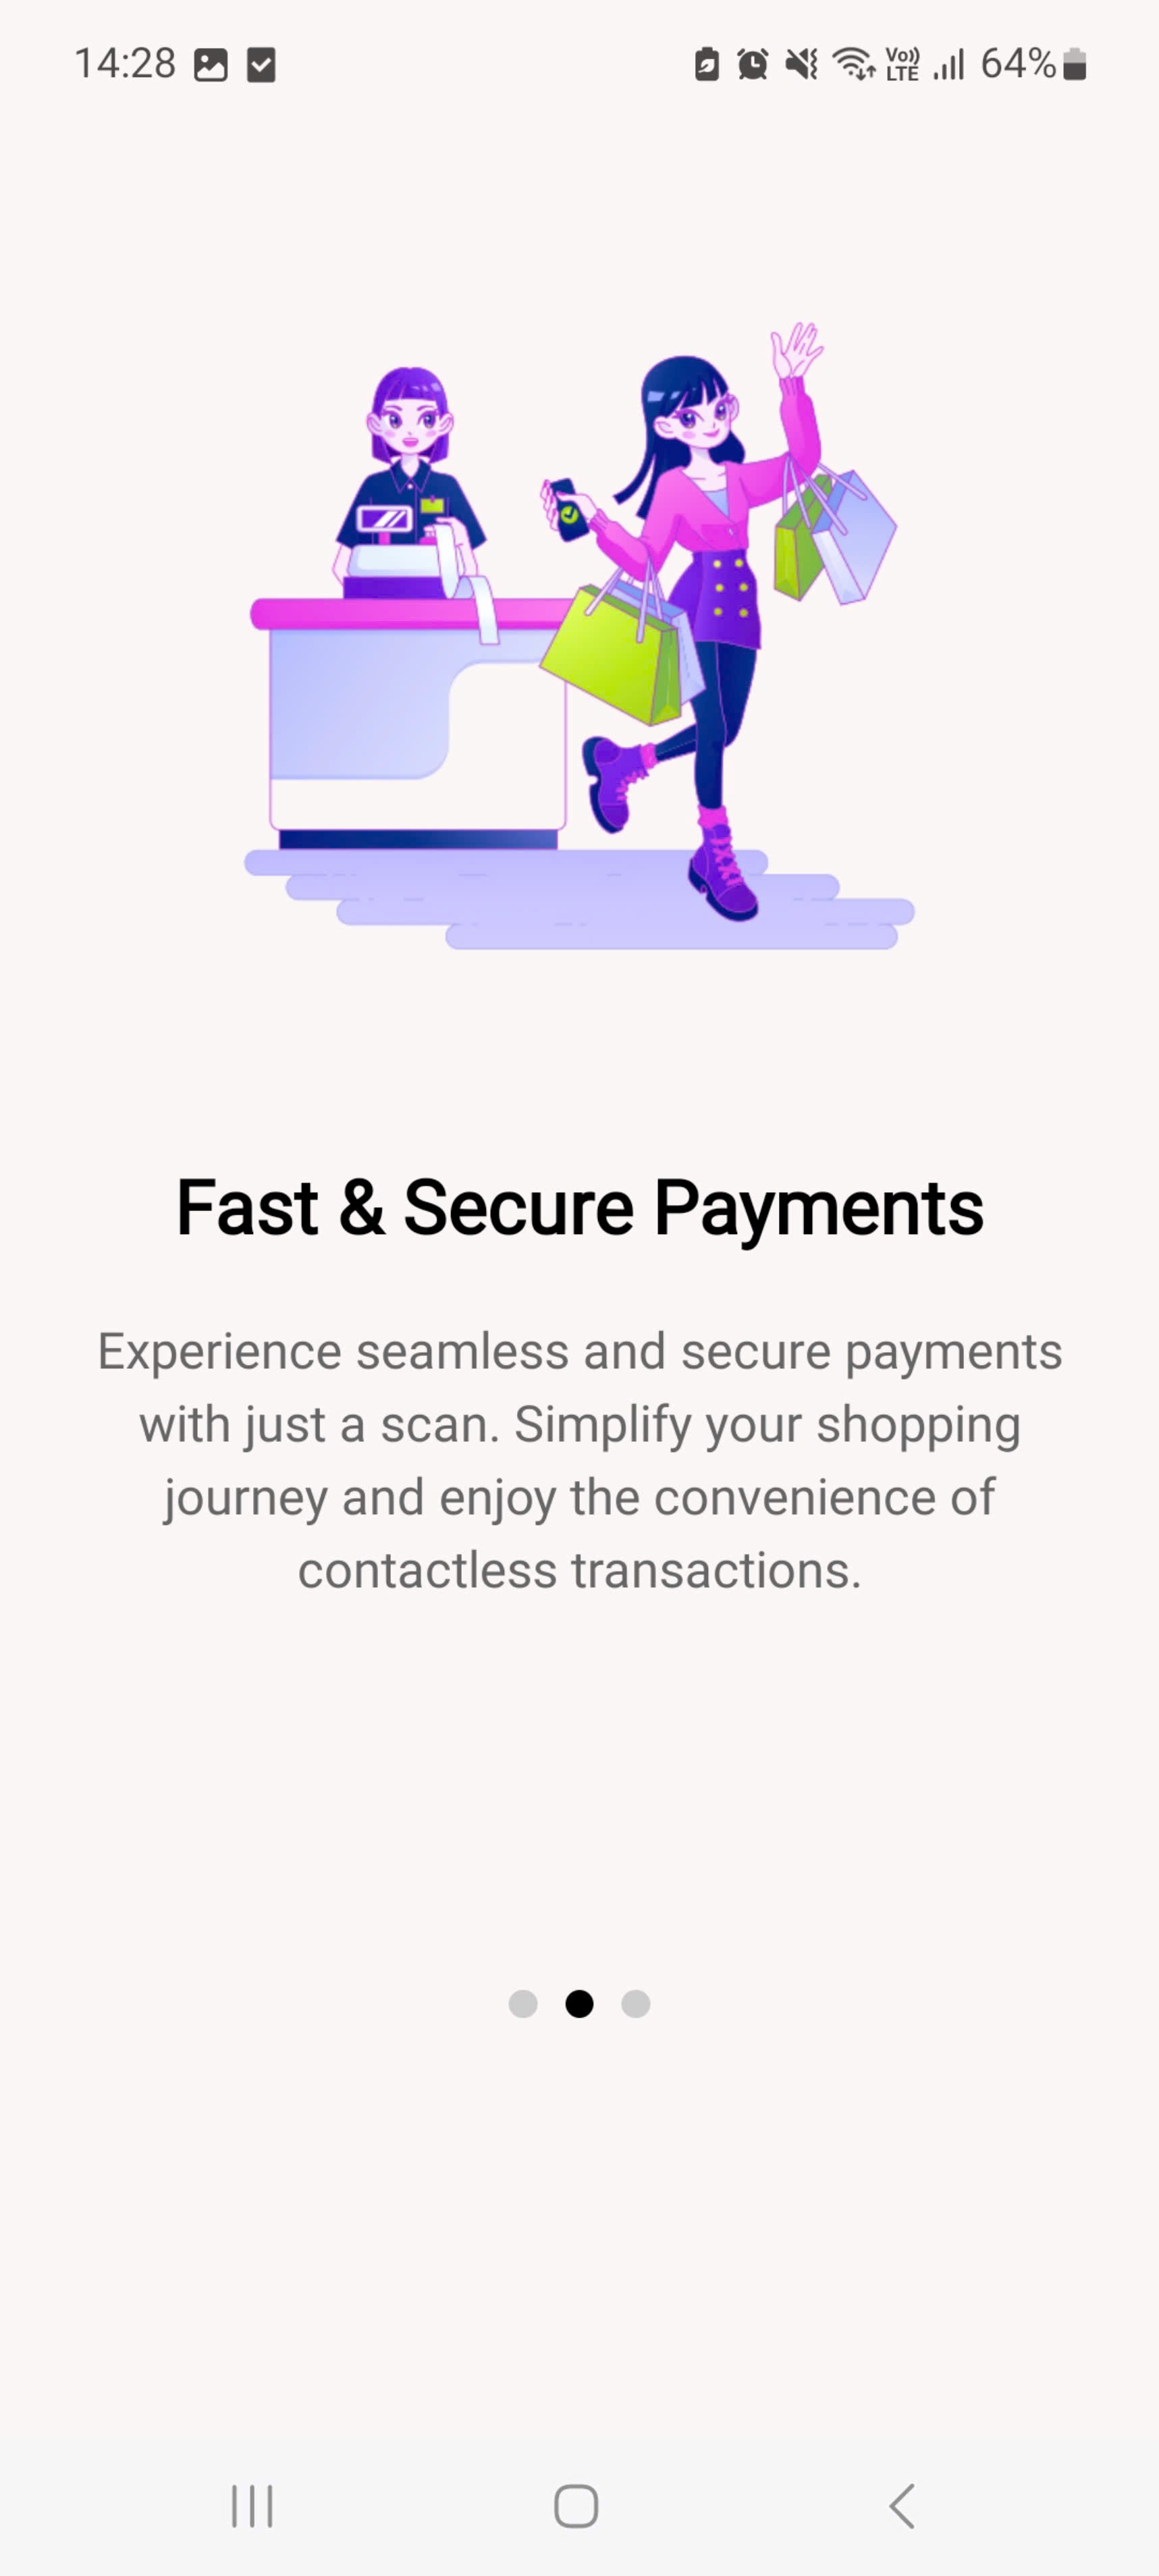 14:28
Vo)) LTE 64%
Fast & Secure Payments
Experience seamless and secure payments
with just a scan. Simplify your shopping
journey and enjoy the convenience of
contactless transactions.